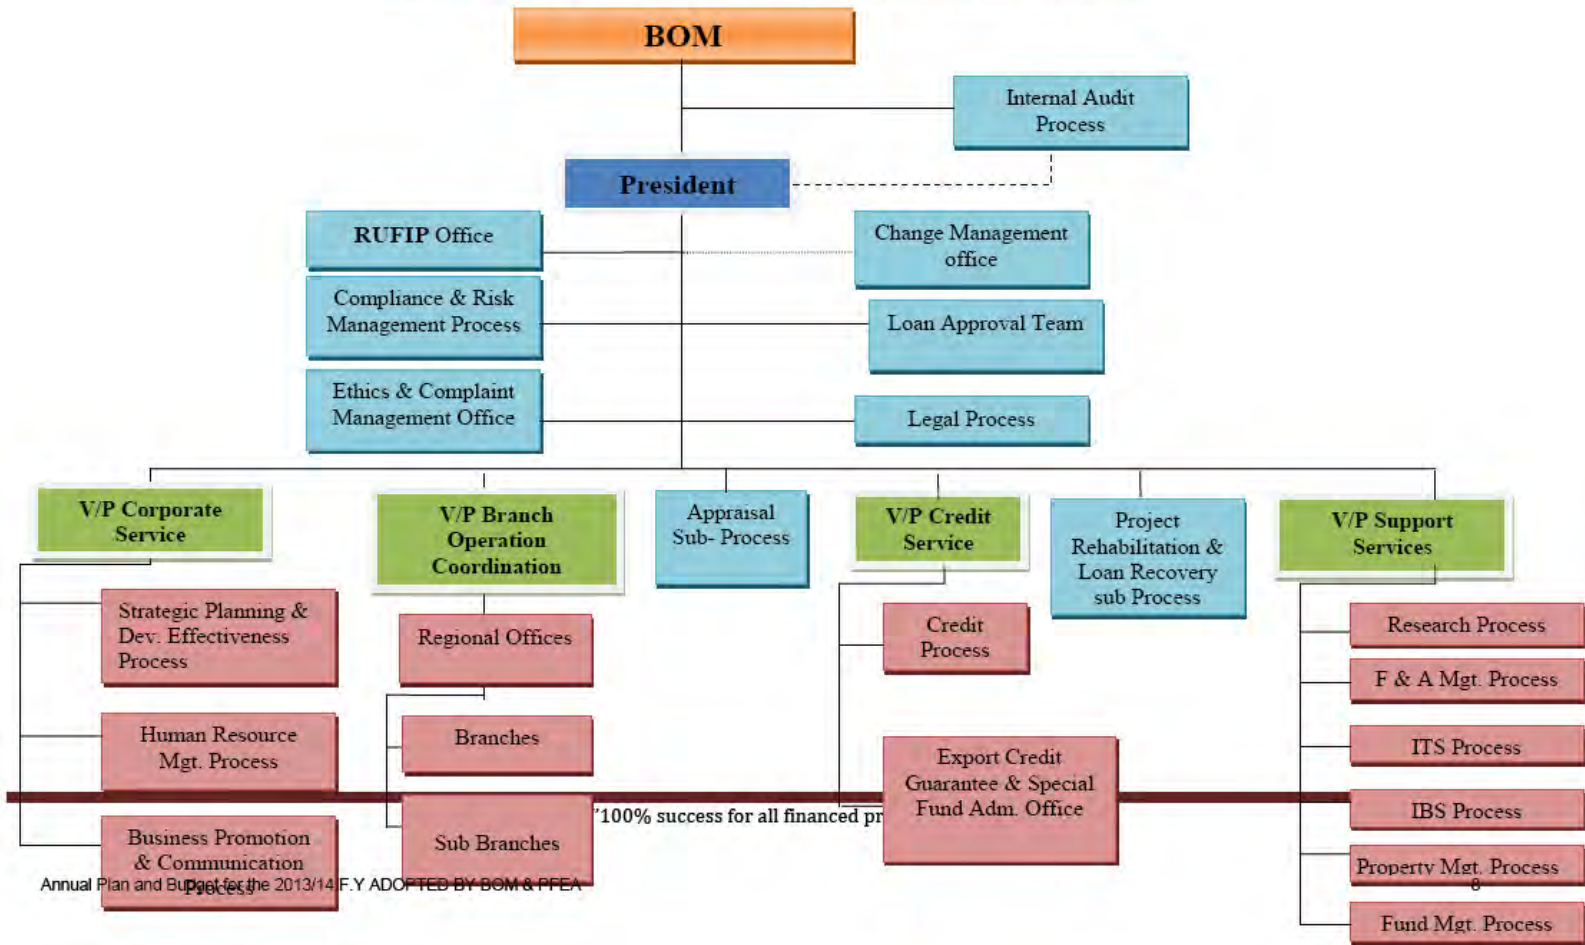 BOM
Internal Audit
Process
President
RUFIP Office
Change Management
office
Compliance & Risk
Management Process
Loan Approval Team
Ethics & Complaint
Management Office
Legal Process
V/P Corporate
Service
V/P Branch
Operation
Coordination
Appraisal
Sub- Process
V/P Credit
Service
Project
Rehabilitation &
Loan Recovery
sub Process
V/P Support
Services
Strategic Planning &
Dev. Effectiveness
Process
Human Resource
Mgt. Process
Business Promotion
& Communication
Process
Regional Offices
Branches
Sub Branches
Credit
Process
Export Credit
Guarantee & Special
Fund Adm. Office
Research Process
F & A Mgt. Process
ITS Process
IBS Process
Property Mgt. Process
Fund Mgt. Process
"100% success for all financed
Annual Plan and Budget for the 2013/14 F.Y ADOPTED BY BOM & PFEA
8